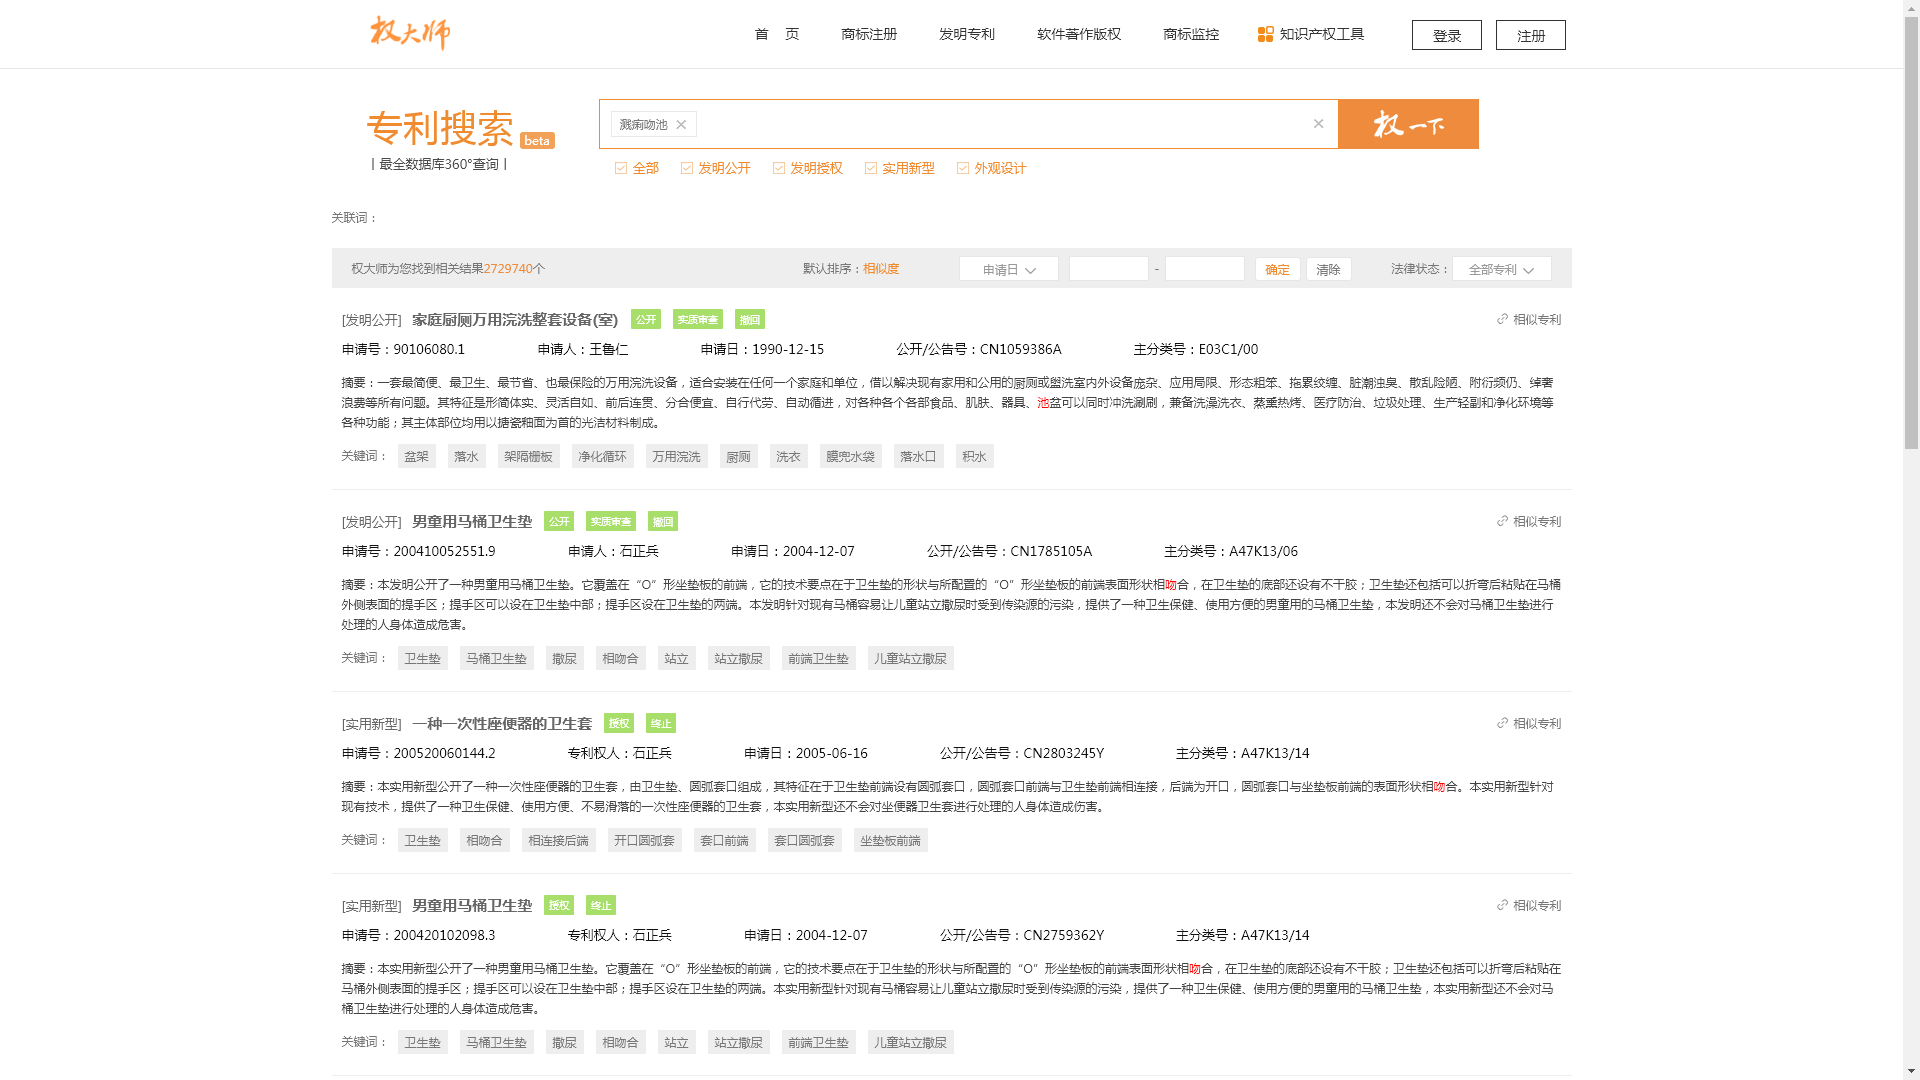 权大师
首 页 商标注册 发明专利 软件著作版权 商标监控 知识产权工具 登录 注册
专利搜索 beta
最全数据库360°查询
溅痢吻池 权一下
全部 发明公开 发明授权 实用新型 外观设计
关联词：
权大师为您找到相关结果2729740个 默认排序：相似度 申请日 - 确定 清除 法律状态： 全部专利
[发明公开] 家庭厨厕万用浣洗整套设备(室) 公开 实质审查 撤回 相似专利
申请号：90106080.1 申请人：王鲁仁 申请日：1990-12-15 公开/公告号：CN1059386A 主分类号：E03C1/00
摘要：一套最简便、最卫生、最节省、也最保险的万用浣洗设备，适合安装在任何一个家庭和单位，借以解决现有家用和公用的厨厕或盥洗室内外设备庞杂、应用局限、形态粗笨、拖累绞缠、脏潮浊臭、散乱险陋、附衍频仍、绰奢
浪费等所有问题。其特征是形简体实、灵活自如、前后连贯、分合便宜、自行代劳、自动循进，对各种各个各部食品、肌肤、器具、池盆可以同时冲洗涮刷，兼备洗澡洗衣、蒸熏热烤、医疗防治、垃圾处理、生产轻副和净化环境等
各种功能；其主体部位均用以搪瓷釉面为首的光洁材料制成。
关键词： 盆架 落水 架隔栅板 净化循环 万用浣洗 厨厕 洗衣 膜兜水袋 落水口 积水
[发明公开] 男童用马桶卫生垫 公开 实质审查 撤回 相似专利
申请号：200410052551.9 申请人：石正兵 申请日：2004-12-07 公开/公告号：CN1785105A 主分类号：A47K13/06
摘要：本发明公开了一种男童用马桶卫生垫。它覆盖在“O”形坐垫板的前端，它的技术要点在于卫生垫的形状与所配置的“O”形坐垫板的前端表面形状相吻合，在卫生垫的底部还设有不干胶；卫生垫还包括可以折弯后粘贴在马桶
外侧表面的提手区；提手区可以设在卫生垫中部；提手区设在卫生垫的两端。本发明针对现有马桶容易让儿童站立撒尿时受到传染源的污染，提供了一种卫生保健、使用方便的男童用的马桶卫生垫，本发明还不会对马桶卫生垫进行
处理的人身体造成危害。
关键词： 卫生垫 马桶卫生垫 撒尿 相吻合 站立 站立撒尿 前端卫生垫 儿童站立撒尿
[实用新型] 一种一次性座便器的卫生套 授权 终止 相似专利
申请号：200520060144.2 专利权人：石正兵 申请日：2005-06-16 公开/公告号：CN2803245Y 主分类号：A47K13/14
摘要：本实用新型公开了一种一次性座便器的卫生套，由卫生垫、圆弧套口组成，其特征在于卫生垫前端设有圆弧套口，圆弧套口前端与卫生垫前端相连接，后端为开口，圆弧套口与坐垫板前端的表面形状相吻合。本实用新型针对
现有技术，提供了一种卫生保健、使用方便、不易滑落的一次性座便器的卫生套，本实用新型还不会对坐便器卫生套进行处理的人身体造成伤害。
关键词： 卫生垫 相吻合 相连接后端 开口圆弧套 套口前端 套口圆弧套 坐垫板前端
[实用新型] 男童用马桶卫生垫 授权 终止 相似专利
申请号：200420102098.3 专利权人：石正兵 申请日：2004-12-07 公开/公告号：CN2759362Y 主分类号：A47K13/14
摘要：本实用新型公开了一种男童用马桶卫生垫。它覆盖在“O”形坐垫板的前端，它的技术要点在于卫生垫的形状与所配置的“O”形坐垫板的前端表面形状相吻合，在卫生垫的底部还设有不干胶；卫生垫还包括可以折弯后粘贴在
马桶外侧表面的提手区；提手区可以设在卫生垫中部；提手区设在卫生垫的两端。本实用新型针对现有马桶容易让儿童站立撒尿时受到传染源的污染，提供了一种卫生保健、使用方便的男童用的马桶卫生垫，本实用新型还不会对马
桶卫生垫进行处理的人身体造成危害。
关键词： 卫生垫 马桶卫生垫 撒尿 相吻合 站立 站立撒尿 前端卫生垫 儿童站立撒尿